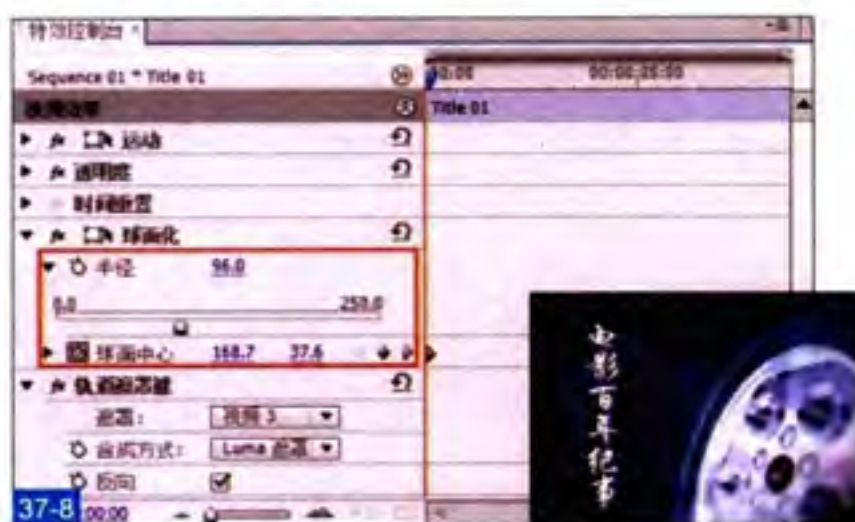 特效控制台
Sequence 01 * Title 01
00:00 00:00:05:00
视频效果
Title 01
fx 运动
fx 透明度
时间重置
fx 球面化
半径 96.0
0.0 250.0
球面中心 168.7 37.6
fx 轨道遮罩键
遮罩： 视频 3
合成方式： Luma 遮罩
反向
37-8
00:00
电影百年纪事